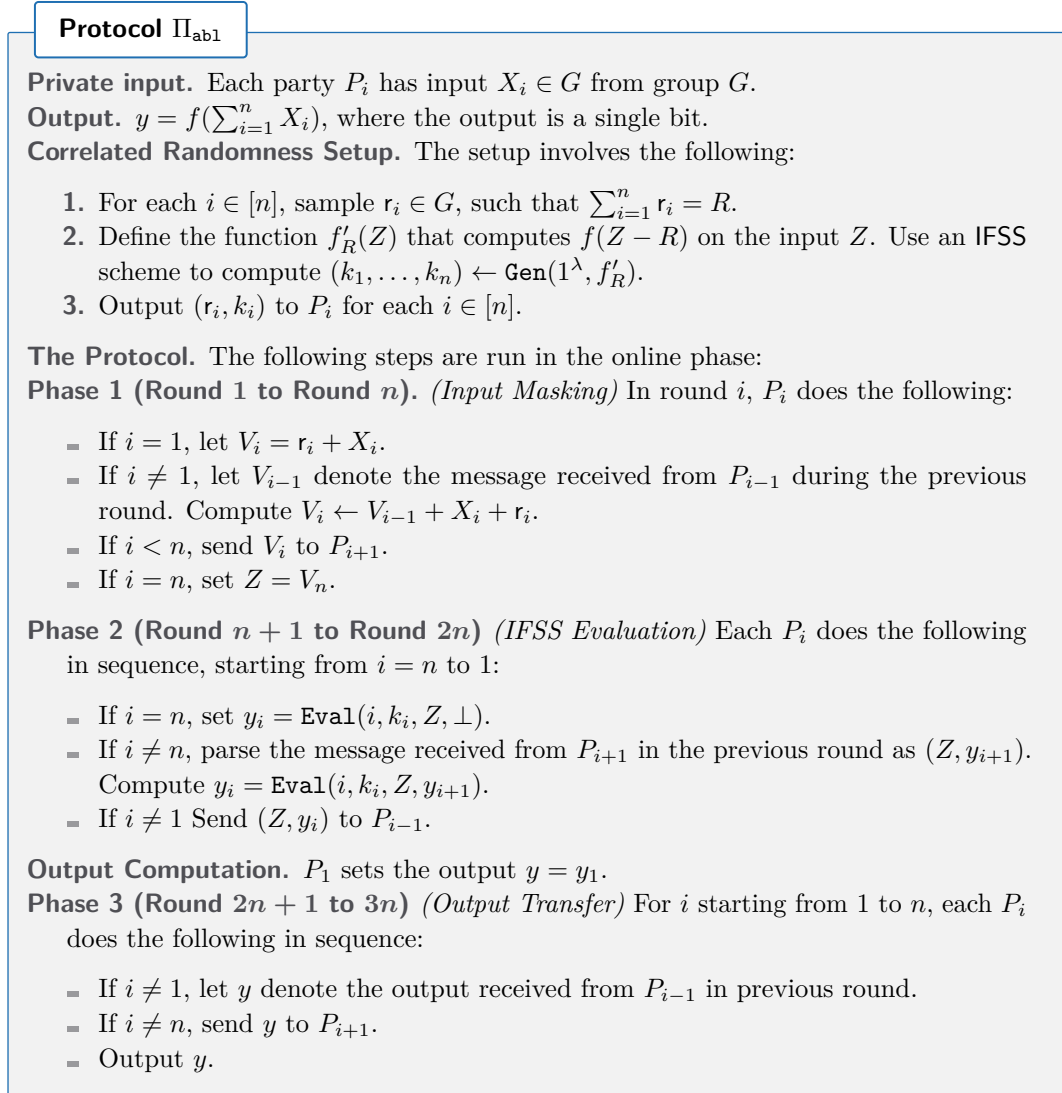 Protocol Π_abl
Private input. Each party P_i has input X_i ∈ G from group G.
Output. y = f(∑_{i=1}^n X_i), where the output is a single bit.
Correlated Randomness Setup. The setup involves the following:
1. For each i ∈ [n], sample r_i ∈ G, such that ∑_{i=1}^n r_i = R.
2. Define the function f'_R(Z) that computes f(Z − R) on the input Z. Use an IFSS
scheme to compute (k_1, . . . , k_n) ← Gen(1^λ, f'_R).
3. Output (r_i, k_i) to P_i for each i ∈ [n].
The Protocol. The following steps are run in the online phase:
Phase 1 (Round 1 to Round n). (Input Masking) In round i, P_i does the following:
If i = 1, let V_i = r_i + X_i.
If i ≠ 1, let V_{i−1} denote the message received from P_{i−1} during the previous
round. Compute V_i ← V_{i−1} + X_i + r_i.
If i < n, send V_i to P_{i+1}.
If i = n, set Z = V_n.
Phase 2 (Round n + 1 to Round 2n) (IFSS Evaluation) Each P_i does the following
in sequence, starting from i = n to 1:
If i = n, set y_i = Eval(i, k_i, Z, ⊥).
If i ≠ n, parse the message received from P_{i+1} in the previous round as (Z, y_{i+1}).
Compute y_i = Eval(i, k_i, Z, y_{i+1}).
If i ≠ 1 Send (Z, y_i) to P_{i−1}.
Output Computation. P_1 sets the output y = y_1.
Phase 3 (Round 2n + 1 to 3n) (Output Transfer) For i starting from 1 to n, each P_i
does the following in sequence:
If i ≠ 1, let y denote the output received from P_{i−1} in previous round.
If i ≠ n, send y to P_{i+1}.
Output y.